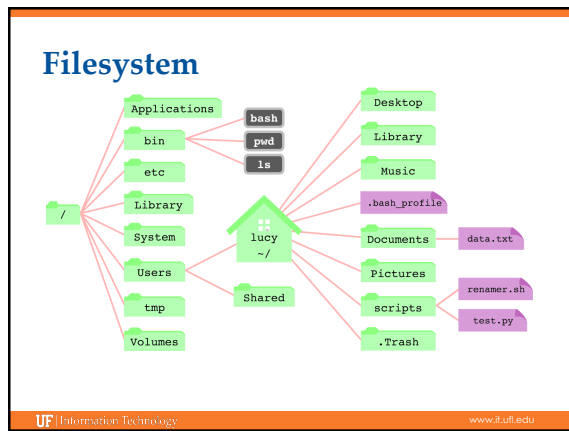 Filesystem
/
Applications
bin
etc
Library
System
Users
tmp
Volumes
bash
pwd
ls
lucy
~/
Shared
Desktop
Library
Music
.bash_profile
Documents
Pictures
scripts
.Trash
data.txt
renamer.sh
test.py
UF Information Technology
www.it.ufl.edu